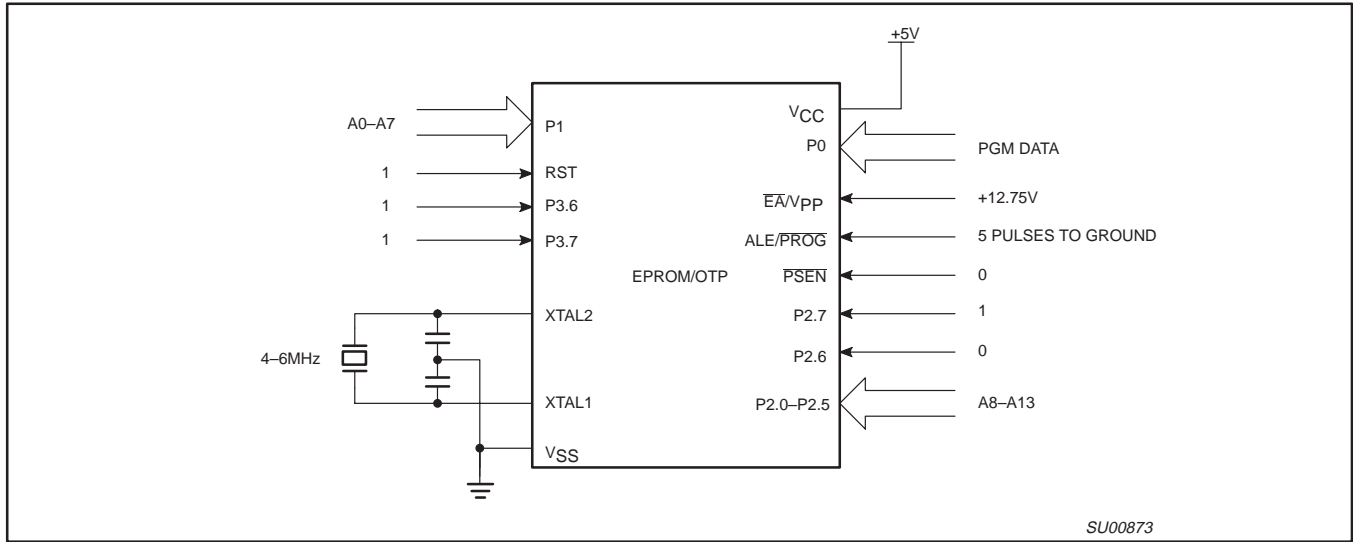 +5V
A0–A7
P1
VCC
P0
PGM DATA
1
RST
1
P3.6
EA/VPP
+12.75V
1
P3.7
ALE/PROG
5 PULSES TO GROUND
EPROM/OTP
PSEN
0
XTAL2
P2.7
1
4–6MHz
P2.6
0
XTAL1
P2.0–P2.5
A8–A13
VSS
SU00873